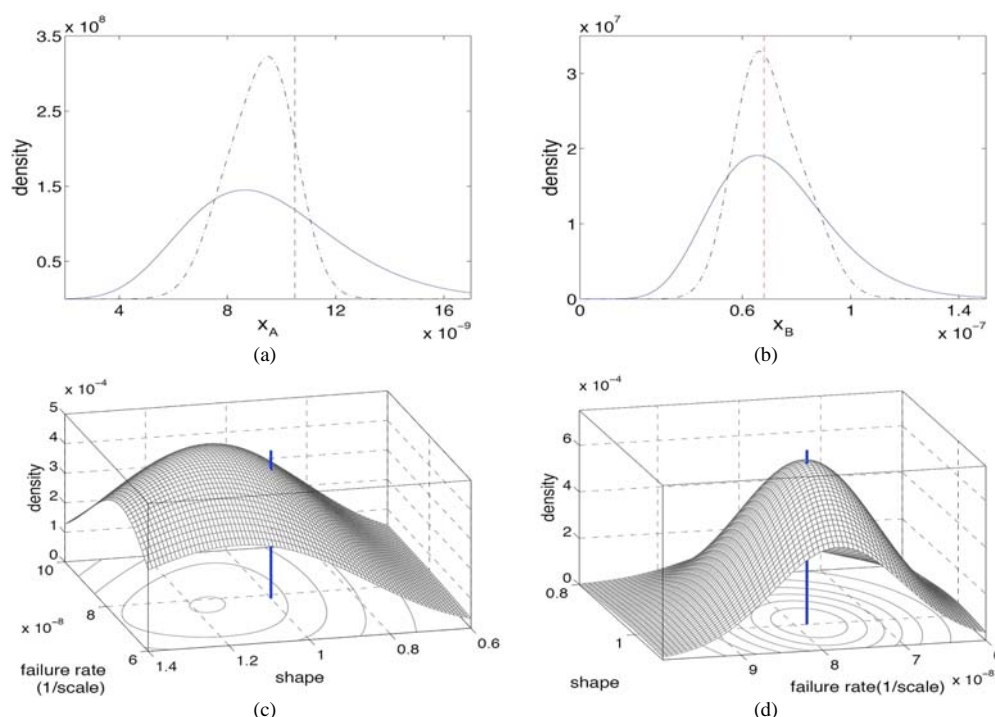 x 10⁸
3.5
2.5
1.5
0.5
density
4
8
12
16
x_A
x 10⁻⁹
(a)
x 10⁷
3
2
1
0
density
0
0.6
1
1.4
x_B
x 10⁻⁷
(b)
x 10⁻⁴
5
4
3
2
1
0
density
10
8
6
x 10⁻⁸
failure rate
(1/scale)
1.4
1.2
1
0.8
0.6
shape
(c)
x 10⁻⁴
6
4
2
0
density
0.8
1
shape
9
8
7
x 10⁻⁸
failure rate(1/scale)
(d)